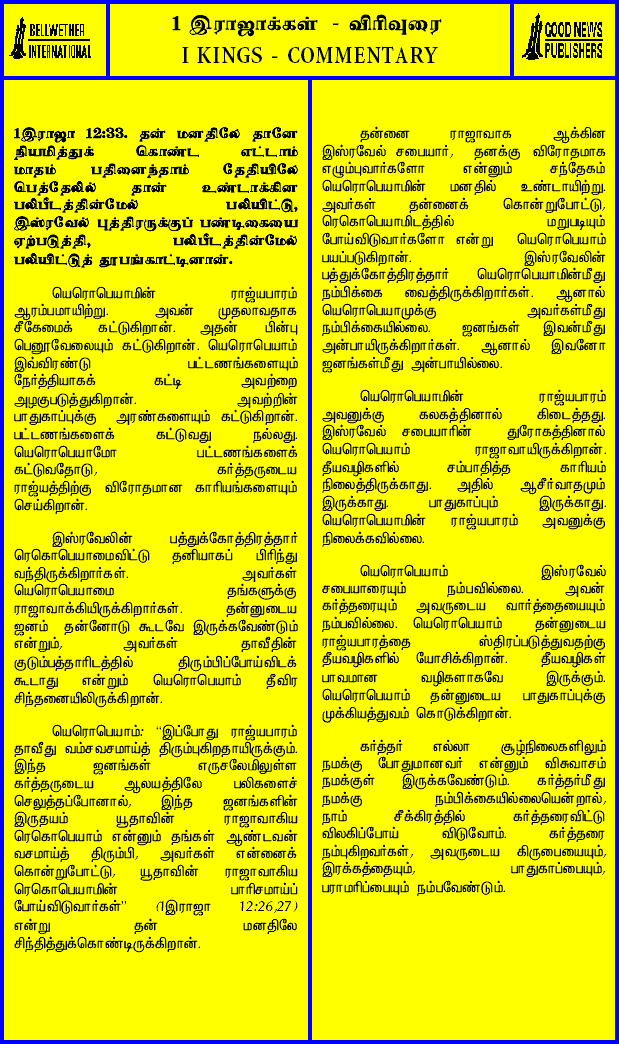 BELLWETHER
INTERNATIONAL
1 இராஜாக்கள் - விரிவுரை
I KINGS - COMMENTARY
GOOD NEWS
PUBLISHERS
1இராஜா 12:33. தன் மனதிலே தானே
நியமித்துக் கொண்ட எட்டாம்
மாதம் பதினைந்தாம் தேதியிலே
பெத்தேலில் தான் உண்டாக்கின
பலிபீடத்தின்மேல் பலியிட்டு,
இஸ்ரவேல் புத்திரருக்குப் பண்டிகையை
ஏற்படுத்தி, பலிபீடத்தின்மேல்
பலியிட்டுத் தூபங்காட்டினான்.
யெரொபெயாமின் ராஜ்யபாரம்
ஆரம்பமாயிற்று. அவன் முதலாவதாக
சீகேமைக் கட்டுகிறான். அதன் பின்பு
பெனூவேலையும் கட்டுகிறான். யெரொபெயாம்
இவ்விரண்டு பட்டணங்களையும்
நேர்த்தியாகக் கட்டி அவற்றை
அழகுபடுத்துகிறான். அவற்றின்
பாதுகாப்புக்கு அரண்களையும் கட்டுகிறான்.
பட்டணங்களைக் கட்டுவது நல்லது.
யெரொபெயாமோ பட்டணங்களைக்
கட்டுவதோடு, கர்த்தருடைய
ராஜ்யத்திற்கு விரோதமான காரியங்களையும்
செய்கிறான்.
இஸ்ரவேலின் பத்துக்கோத்திரத்தார்
ரெகொபெயாமைவிட்டு தனியாகப் பிரிந்து
வந்திருக்கிறார்கள். அவர்கள்
யெரொபெயாமை தங்களுக்கு
ராஜாவாக்கியிருக்கிறார்கள். தன்னுடைய
ஜனம் தன்னோடு கூடவே இருக்கவேண்டும்
என்றும், அவர்கள் தாவீதின்
குடும்பத்தாரிடத்தில் திரும்பிப்போய்விடக்
கூடாது என்றும் யெரொபெயாம் தீவிர
சிந்தனையிலிருக்கிறான்.
யெரொபெயாம்: “இப்போது ராஜ்யபாரம்
தாவீது வம்சவசமாய்த் திரும்புகிறதாயிருக்கும்.
இந்த ஜனங்கள் எருசலேமிலுள்ள
கர்த்தருடைய ஆலயத்திலே பலிகளைச்
செலுத்தப்போனால், இந்த ஜனங்களின்
இருதயம் யூதாவின் ராஜாவாகிய
ரெகொபெயாம் என்னும் தங்கள் ஆண்டவன்
வசமாய்த் திரும்பி, அவர்கள் என்னைக்
கொன்றுபோட்டு, யூதாவின் ராஜாவாகிய
ரெகொபெயாமின் பாரிசமாய்ப்
போய்விடுவார்கள்” (1இராஜா 12:26,27)
என்று தன் மனதிலே
சிந்தித்துக்கொண்டிருக்கிறான்.
தன்னை ராஜாவாக ஆக்கின
இஸ்ரவேல் சபையார், தனக்கு விரோதமாக
எழும்புவார்களோ என்னும் சந்தேகம்
யெரொபெயாமின் மனதில் உண்டாயிற்று.
அவர்கள் தன்னைக் கொன்றுபோட்டு,
ரெகொபெயாமிடத்தில் மறுபடியும்
போய்விடுவார்களோ என்று யெரொபெயாம்
பயப்படுகிறான். இஸ்ரவேலின்
பத்துக்கோத்திரத்தார் யெரொபெயாமின்மீது
நம்பிக்கை வைத்திருக்கிறார்கள். ஆனால்
யெரொபெயாமுக்கு அவர்கள்மீது
நம்பிக்கையில்லை. ஜனங்கள் இவன்மீது
அன்பாயிருக்கிறார்கள். ஆனால் இவனோ
ஜனங்கள்மீது அன்பாயில்லை.
யெரொபெயாமின் ராஜ்யபாரம்
அவனுக்கு கலகத்தினால் கிடைத்தது.
இஸ்ரவேல் சபையாரின் துரோகத்தினால்
யெரொபெயாம் ராஜாவாயிருக்கிறான்.
தீயவழிகளில் சம்பாதித்த காரியம்
நிலைத்திருக்காது. அதில் ஆசீர்வாதமும்
இருக்காது. பாதுகாப்பும் இருக்காது.
யெரொபெயாமின் ராஜ்யபாரம் அவனுக்கு
நிலைக்கவில்லை.
யெரொபெயாம் இஸ்ரவேல்
சபையாரையும் நம்பவில்லை. அவன்
கர்த்தரையும் அவருடைய வார்த்தையையும்
நம்பவில்லை. யெரொபெயாம் தன்னுடைய
ராஜ்யபாரத்தை ஸ்திரப்படுத்துவதற்கு
தீயவழிகளில் யோசிக்கிறான். தீயவழிகள்
பாவமான வழிகளாகவே இருக்கும்.
யெரொபெயாம் தன்னுடைய பாதுகாப்புக்கு
முக்கியத்துவம் கொடுக்கிறான்.
கர்த்தர் எல்லா சூழ்நிலைகளிலும்
நமக்கு போதுமானவர் என்னும் விசுவாசம்
நமக்குள் இருக்கவேண்டும். கர்த்தர்மீது
நமக்கு நம்பிக்கையில்லையென்றால்,
நாம் சீக்கிரத்தில் கர்த்தரைவிட்டு
விலகிப்போய் விடுவோம். கர்த்தரை
நம்புகிறவர்கள், அவருடைய கிருபையையும்,
இரக்கத்தையும், பாதுகாப்பையும்,
பராமரிப்பையும் நம்பவேண்டும்.